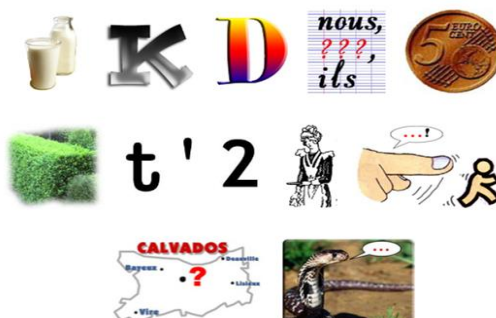 K D nous, 5 EURO CENT
? ? ?,
ils
t ' 2 ...!
CALVADOS ...
Bayeux Deauville
?
Lisieux
Vire